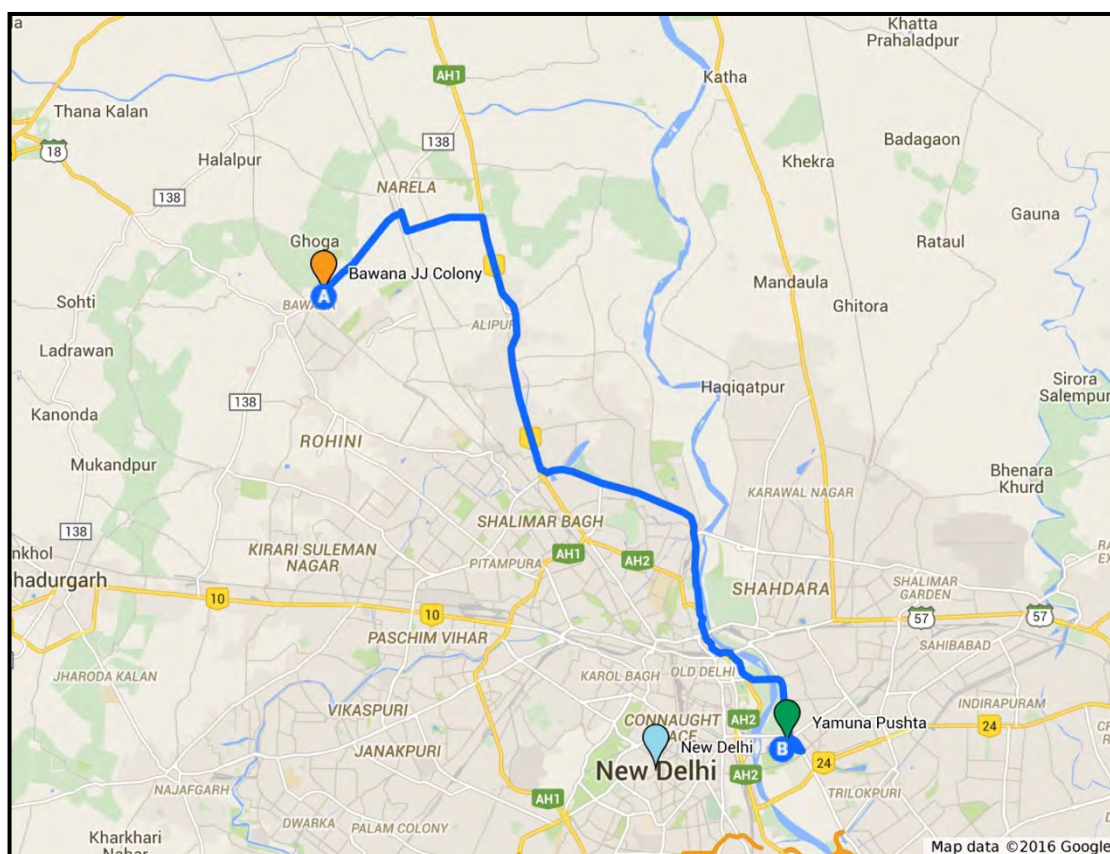 Khatta
Prahaladpur
AH1
Katha
Thana Kalan
138
Badagaon
18
Halalpur
Khekra
NARELA
138
Gauna
Ghoga
Rataul
Bawana JJ Colony
A
Mandaula
Sohti
BAWANA
Ghitora
ALIPUR
Ladrawan
Sirora
Salempur
Haqiqatpur
138
Kanonda
ROHINI
Mukandpur
Bhenara
Khurd
KARAWAL NAGAR
SHALIMAR BAGH
138
KIRARI SULEMAN
NAGAR
AH1
PITAMPURA
AH2
SHAHDARA
SHALIMAR
GARDEN
hadurgarh
10
10
57
57
PASCHIM VIHAR
SAHIBABAD
OLD DELHI
JHARODA KALAN
KAROL BAGH
VIKASPURI
INDIRAPURAM
CONNAUGHT
PLACE
AH2
Yamuna Pushta
24
JANAKPURI
New Delhi
B
New Delhi
AH2
24
NAJAFGARH
AH1
TRILOKPURI
DWARKA
PALAM COLONY
Kharkhari
Nahar
Map data ©2016 Google